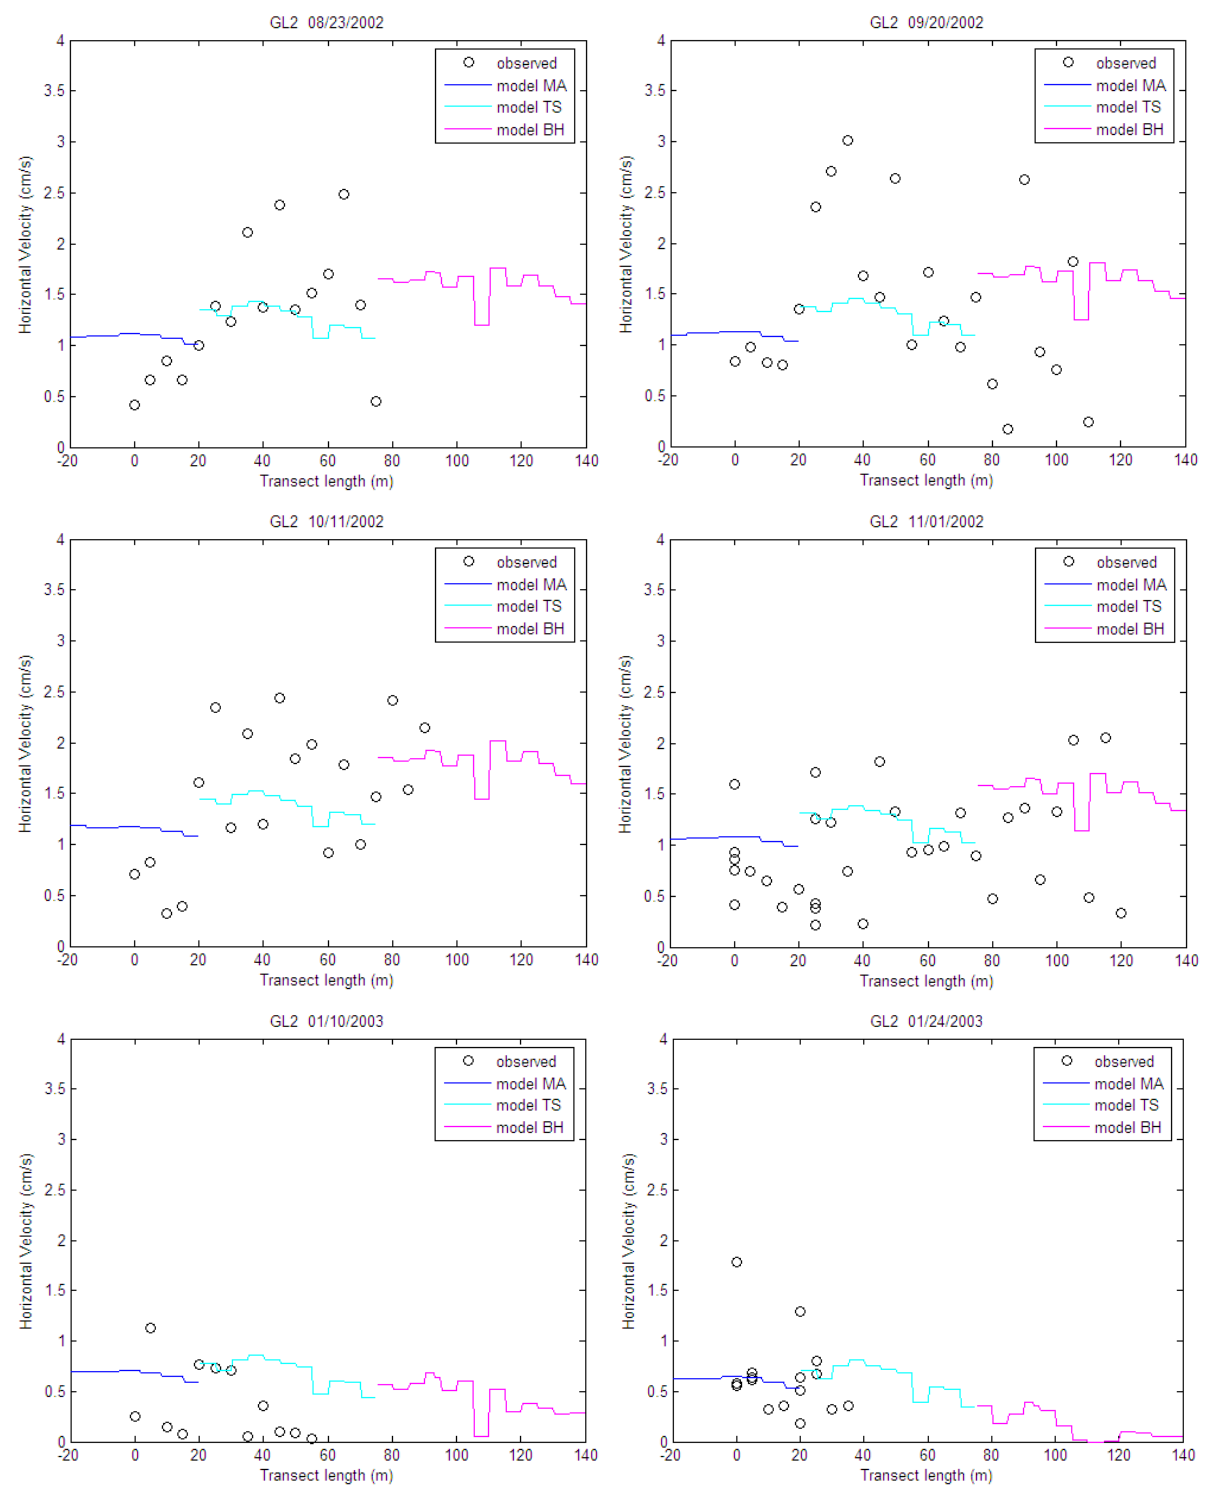 GL2 08/23/2002
4
3.5
3
2.5
2
1.5
1
0.5
0
-20 0 20 40 60 80 100 120 140
Horizontal Velocity (cm/s)
Transect length (m)
observed
model MA
model TS
model BH
GL2 09/20/2002
4
3.5
3
2.5
2
1.5
1
0.5
0
-20 0 20 40 60 80 100 120 140
Horizontal Velocity (cm/s)
Transect length (m)
observed
model MA
model TS
model BH
GL2 10/11/2002
4
3.5
3
2.5
2
1.5
1
0.5
0
-20 0 20 40 60 80 100 120 140
Horizontal Velocity (cm/s)
Transect length (m)
observed
model MA
model TS
model BH
GL2 11/01/2002
4
3.5
3
2.5
2
1.5
1
0.5
0
-20 0 20 40 60 80 100 120 140
Horizontal Velocity (cm/s)
Transect length (m)
observed
model MA
model TS
model BH
GL2 01/10/2003
4
3.5
3
2.5
2
1.5
1
0.5
0
-20 0 20 40 60 80 100 120 140
Horizontal Velocity (cm/s)
Transect length (m)
observed
model MA
model TS
model BH
GL2 01/24/2003
4
3.5
3
2.5
2
1.5
1
0.5
0
-20 0 20 40 60 80 100 120 140
Horizontal Velocity (cm/s)
Transect length (m)
observed
model MA
model TS
model BH